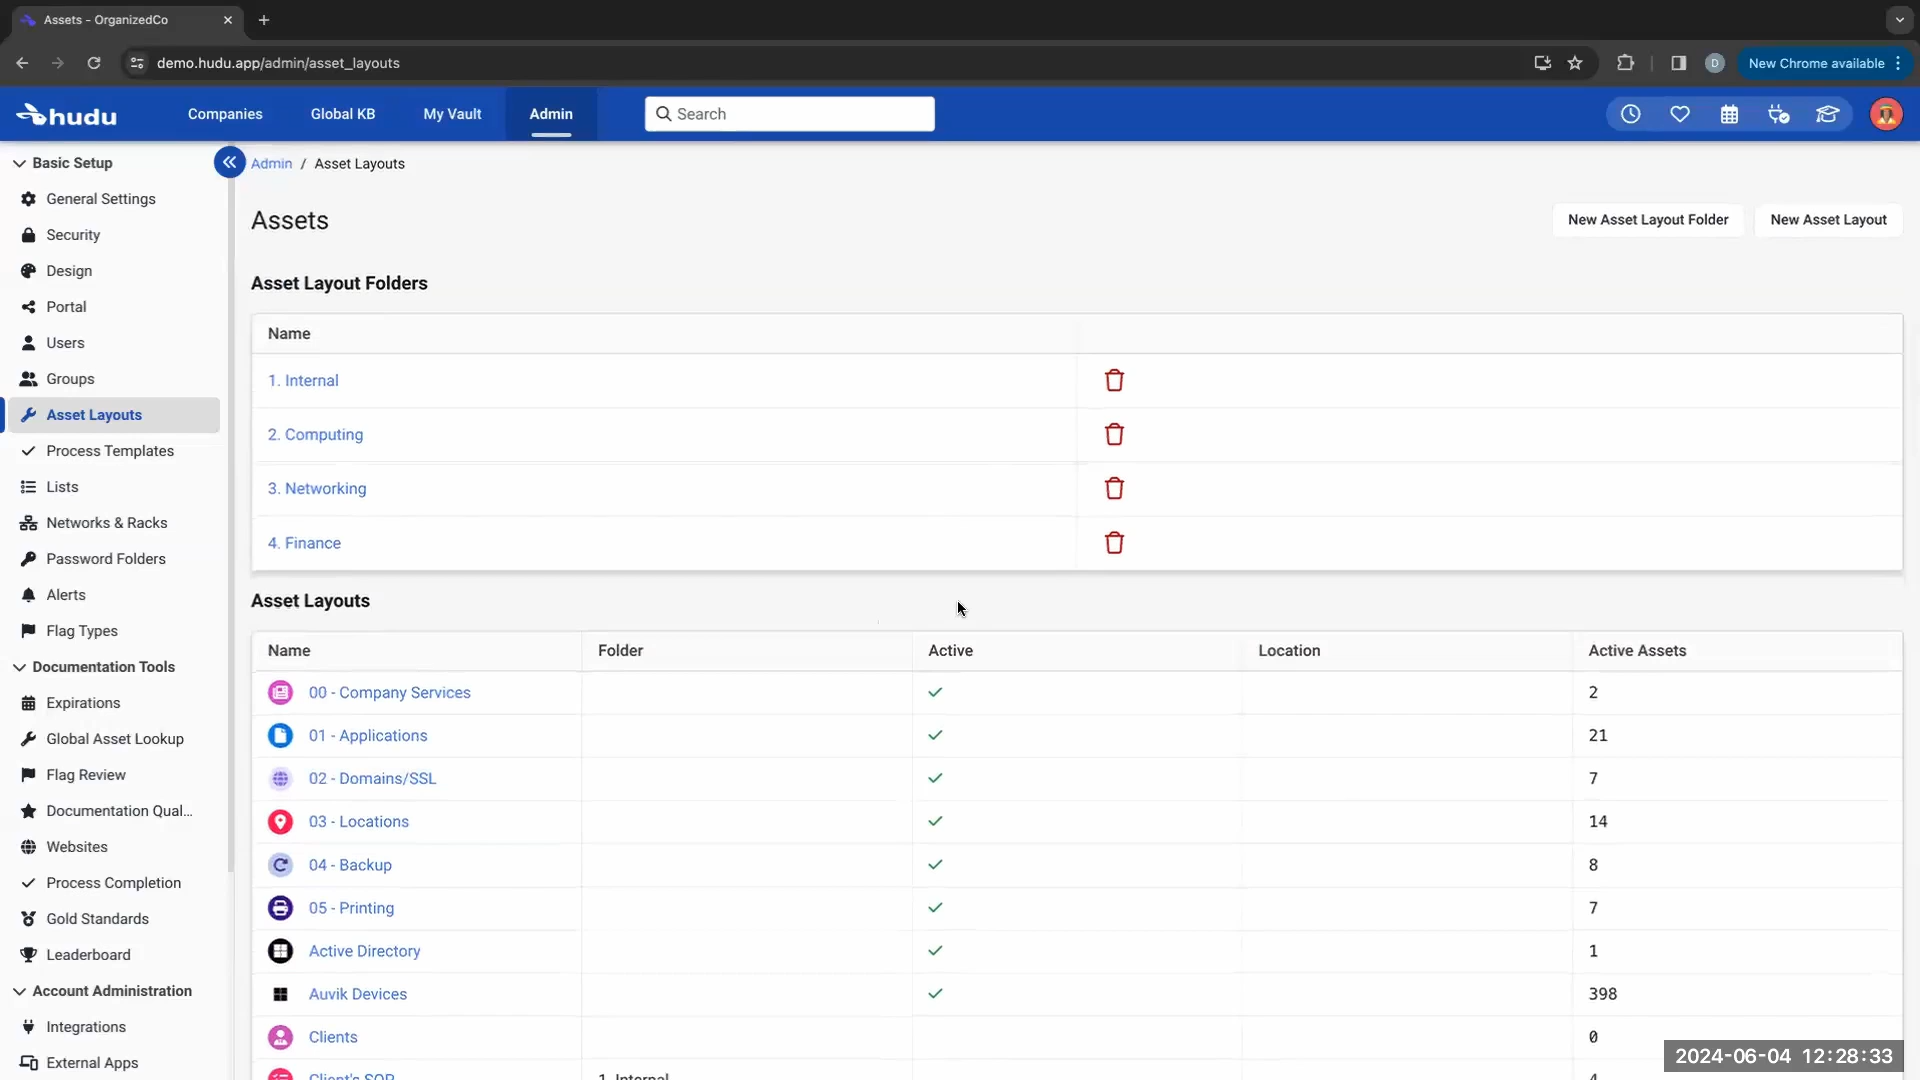 Assets - OrganizedCo
demo.hudu.app/admin/asset_layouts
D
New Chrome available
hudu
Companies
Global KB
My Vault
Admin
Search
Basic Setup
General Settings
Security
Design
Portal
Users
Groups
Asset Layouts
Process Templates
Lists
Networks & Racks
Password Folders
Alerts
Flag Types
Documentation Tools
Expirations
Global Asset Lookup
Flag Review
Documentation Qual...
Websites
Process Completion
Gold Standards
Leaderboard
Account Administration
Integrations
External Apps
Admin / Asset Layouts
Assets
New Asset Layout Folder
New Asset Layout
Asset Layout Folders
Name
1. Internal
2. Computing
3. Networking
4. Finance
Asset Layouts
Name Folder Active Location Active Assets
00 - Company Services 2
01 - Applications 21
02 - Domains/SSL 7
03 - Locations 14
04 - Backup 8
05 - Printing 7
Active Directory 1
Auvik Devices 398
Clients 0
Client's SOP 1. Internal 4
2024-06-04 12:28:33